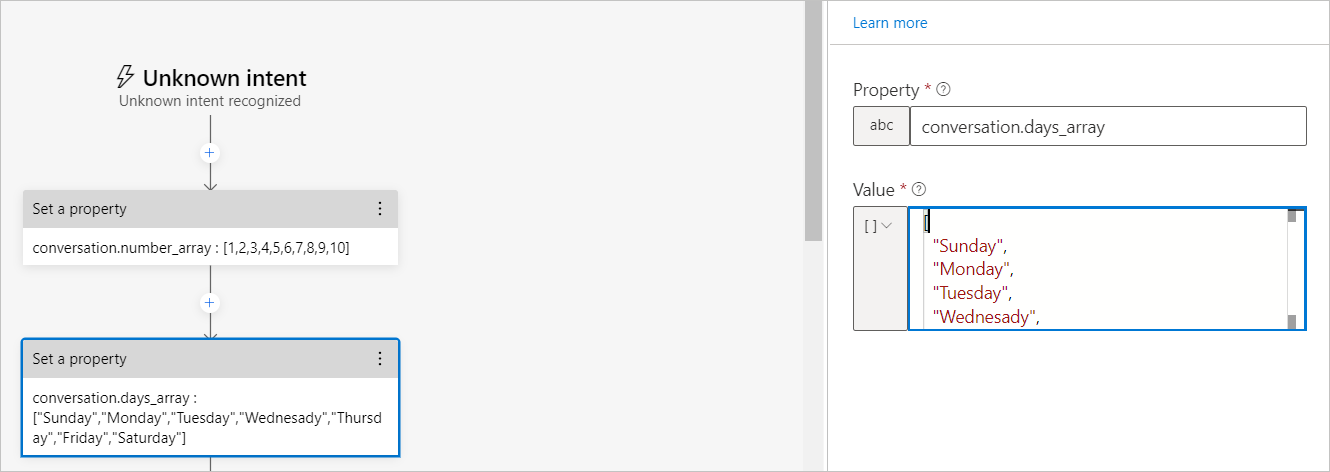 Unknown intent
Unknown intent recognized
Set a property
conversation.number_array : [1,2,3,4,5,6,7,8,9,10]
Set a property
conversation.days_array :
["Sunday","Monday","Tuesday","Wednesady","Thursd
ay","Friday","Saturday"]
Learn more
Property *
abc
conversation.days_array
Value *
[ ]
[
"Sunday",
"Monday",
"Tuesday",
"Wednesady",